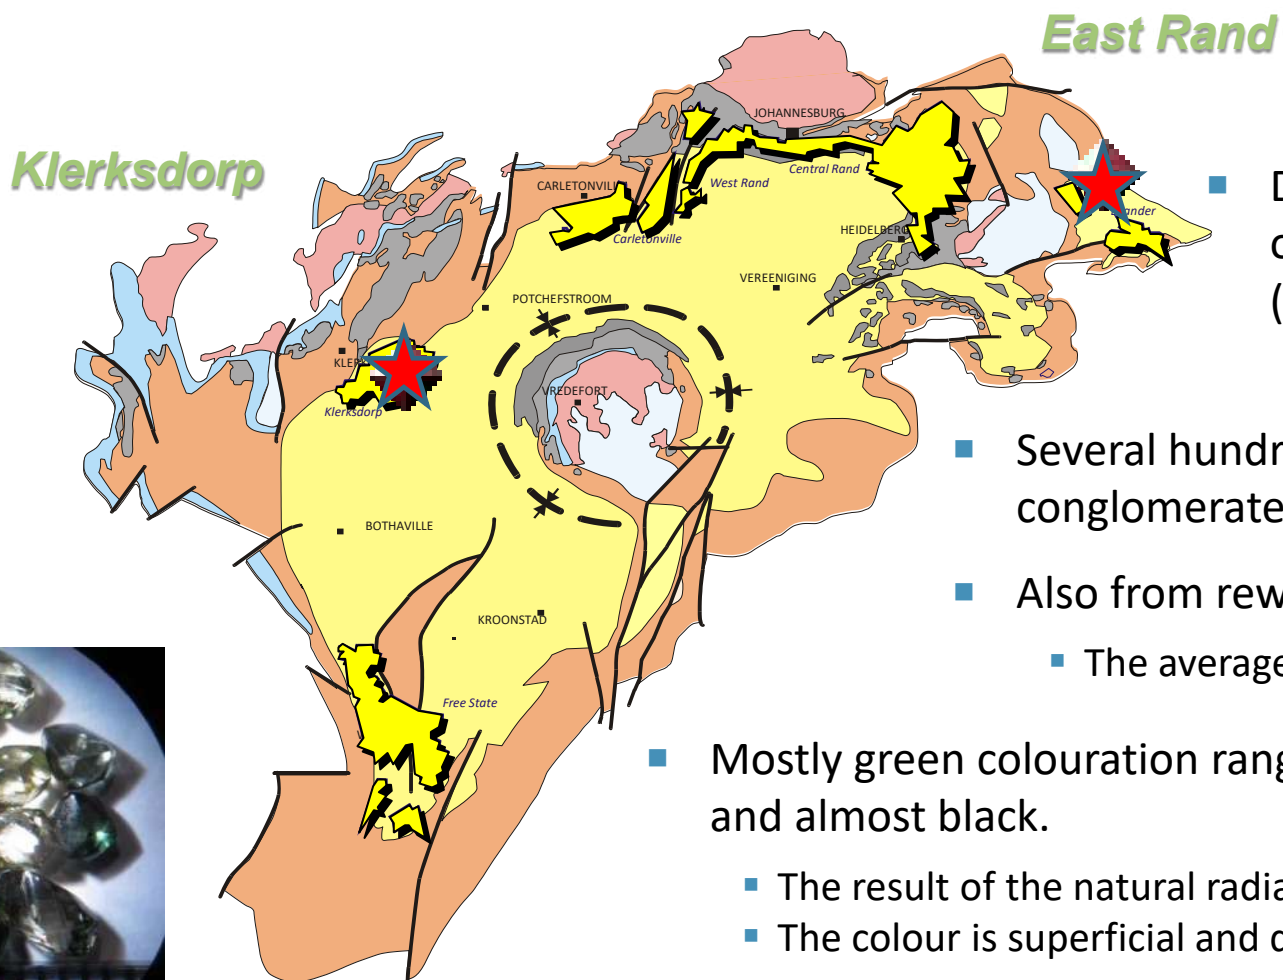 East Rand
Klerksdorp
JOHANNESBURG
Central Rand
West Rand
CARLETONVILL
Carletonville
HEIDELBERG
VEREENIGING
POTCHEFSTROOM
VREDEFORT
Klerksdorp
BOTHAVILLE
KROONSTAD
Free State
(
Several hundr
conglomerate
Also from rew
The average
Mostly green colouration rang
and almost black.
The result of the natural radia
The colour is superficial and